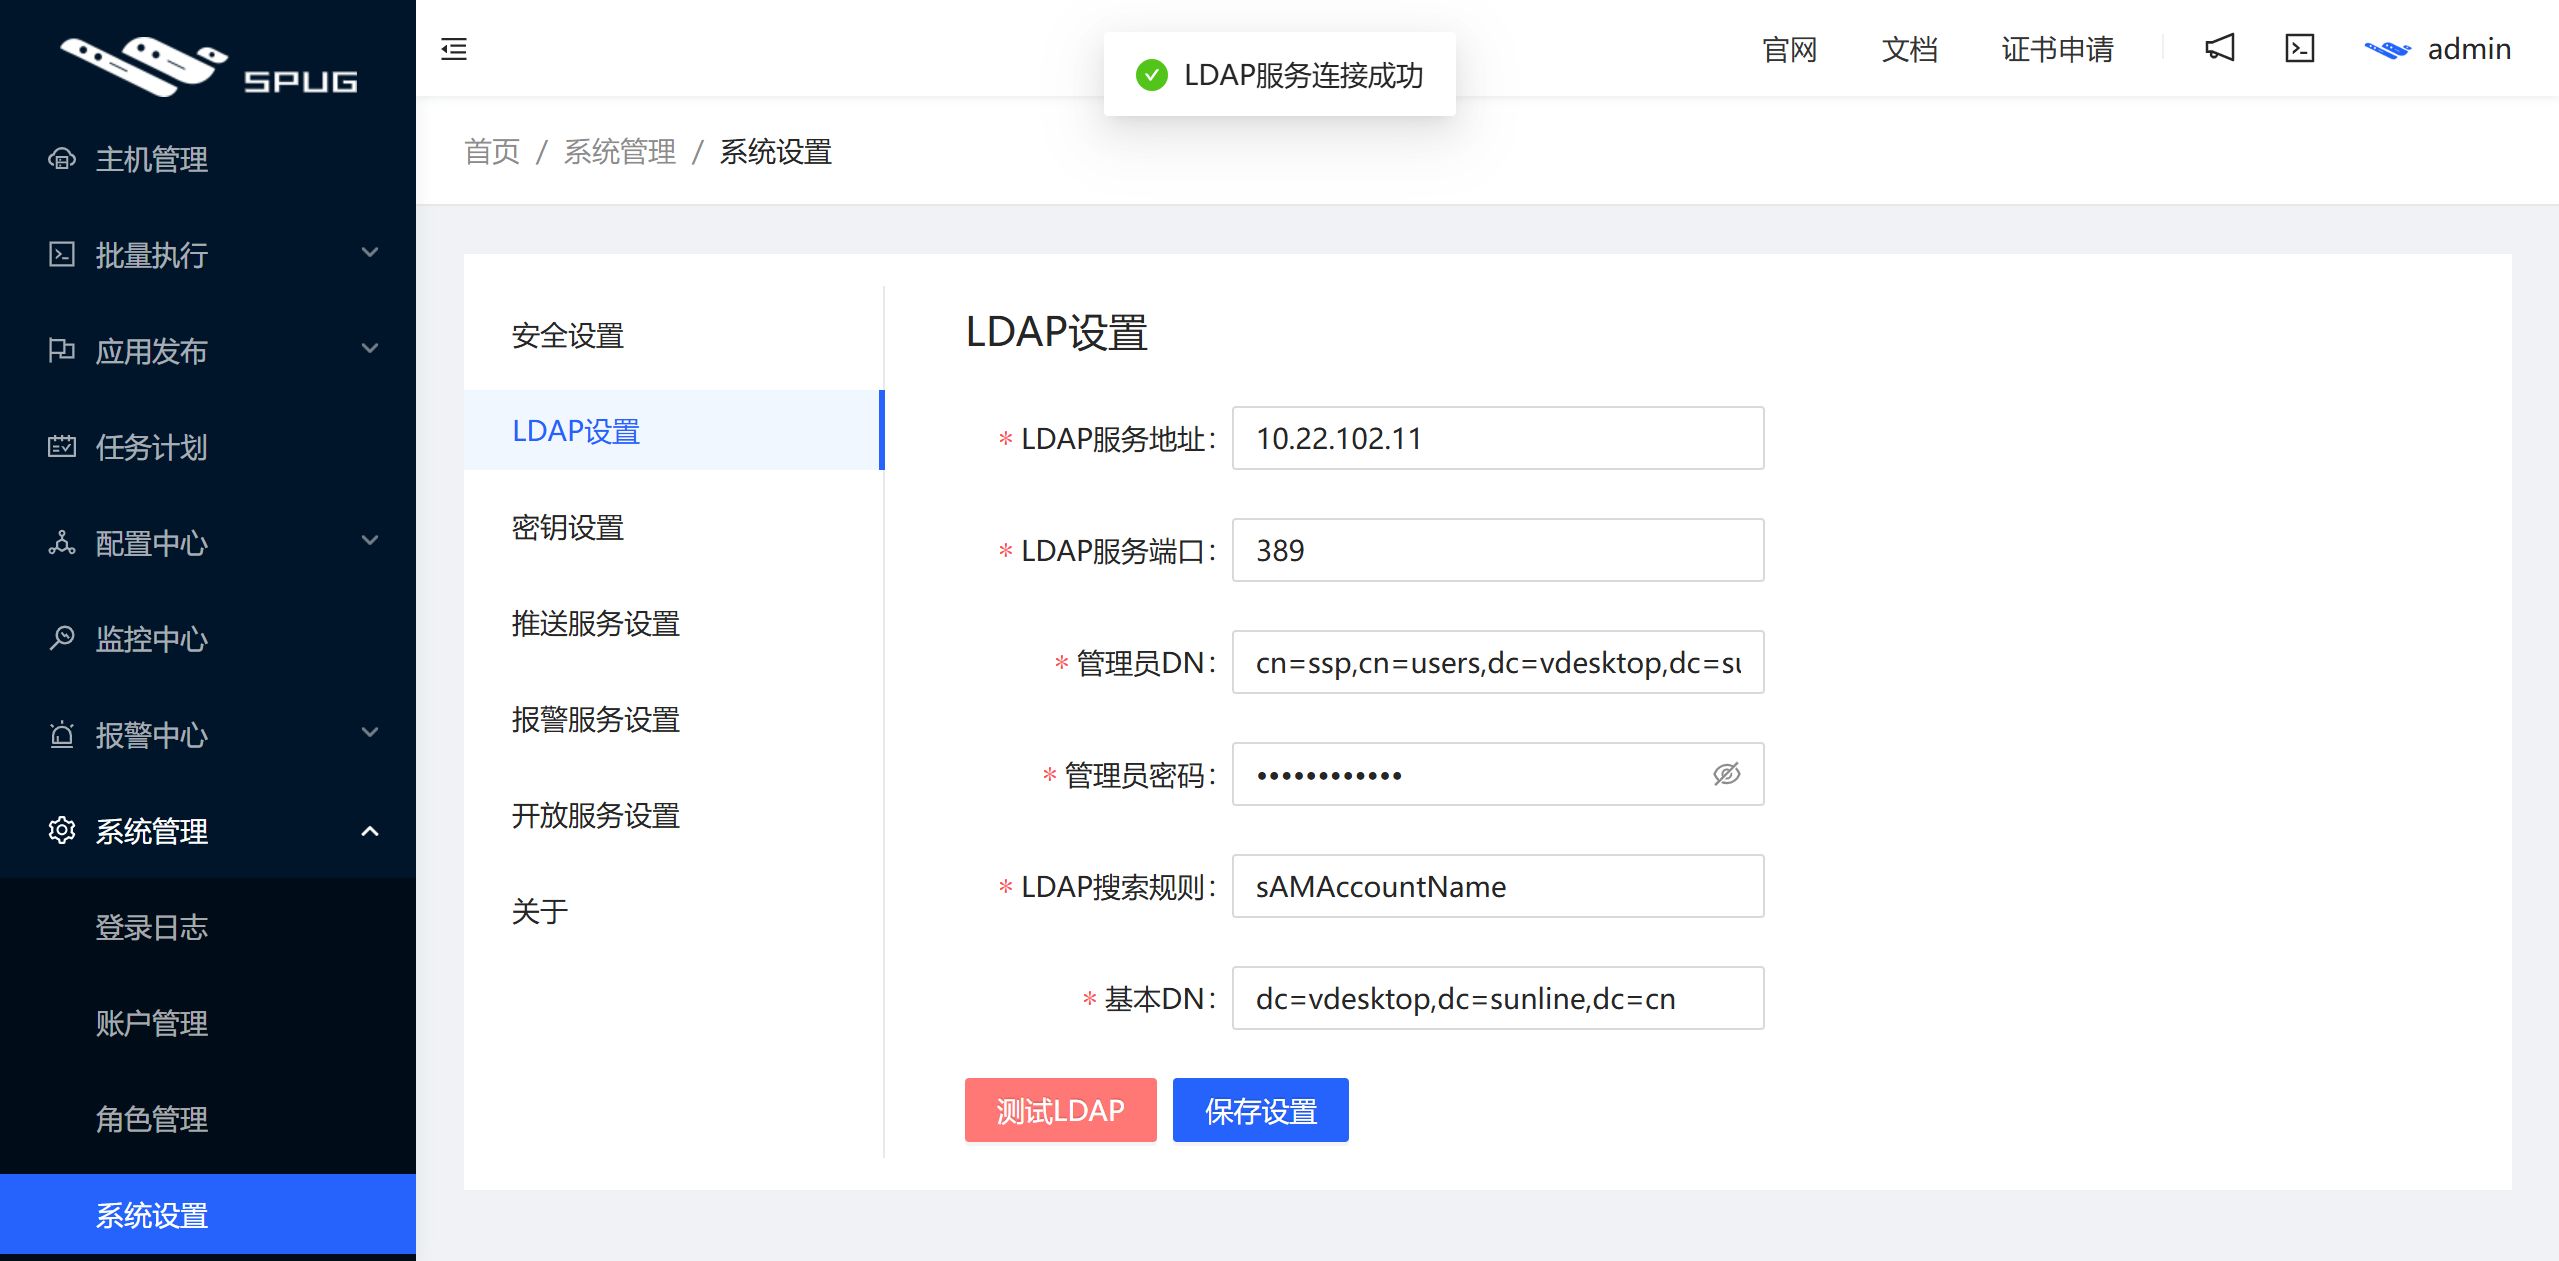 SPUG
主机管理
批量执行
应用发布
任务计划
配置中心
监控中心
报警中心
系统管理
登录日志
账户管理
角色管理
系统设置
LDAP服务连接成功
官网
文档
证书申请
admin
首页 / 系统管理 / 系统设置
安全设置
LDAP设置
密钥设置
推送服务设置
报警服务设置
开放服务设置
关于
LDAP设置
* LDAP服务地址: 10.22.102.11
* LDAP服务端口: 389
* 管理员DN: cn=ssp,cn=users,dc=vdesktop,dc=su
* 管理员密码: ••••••••••••
* LDAP搜索规则: sAMAccountName
* 基本DN: dc=vdesktop,dc=sunline,dc=cn
测试LDAP
保存设置